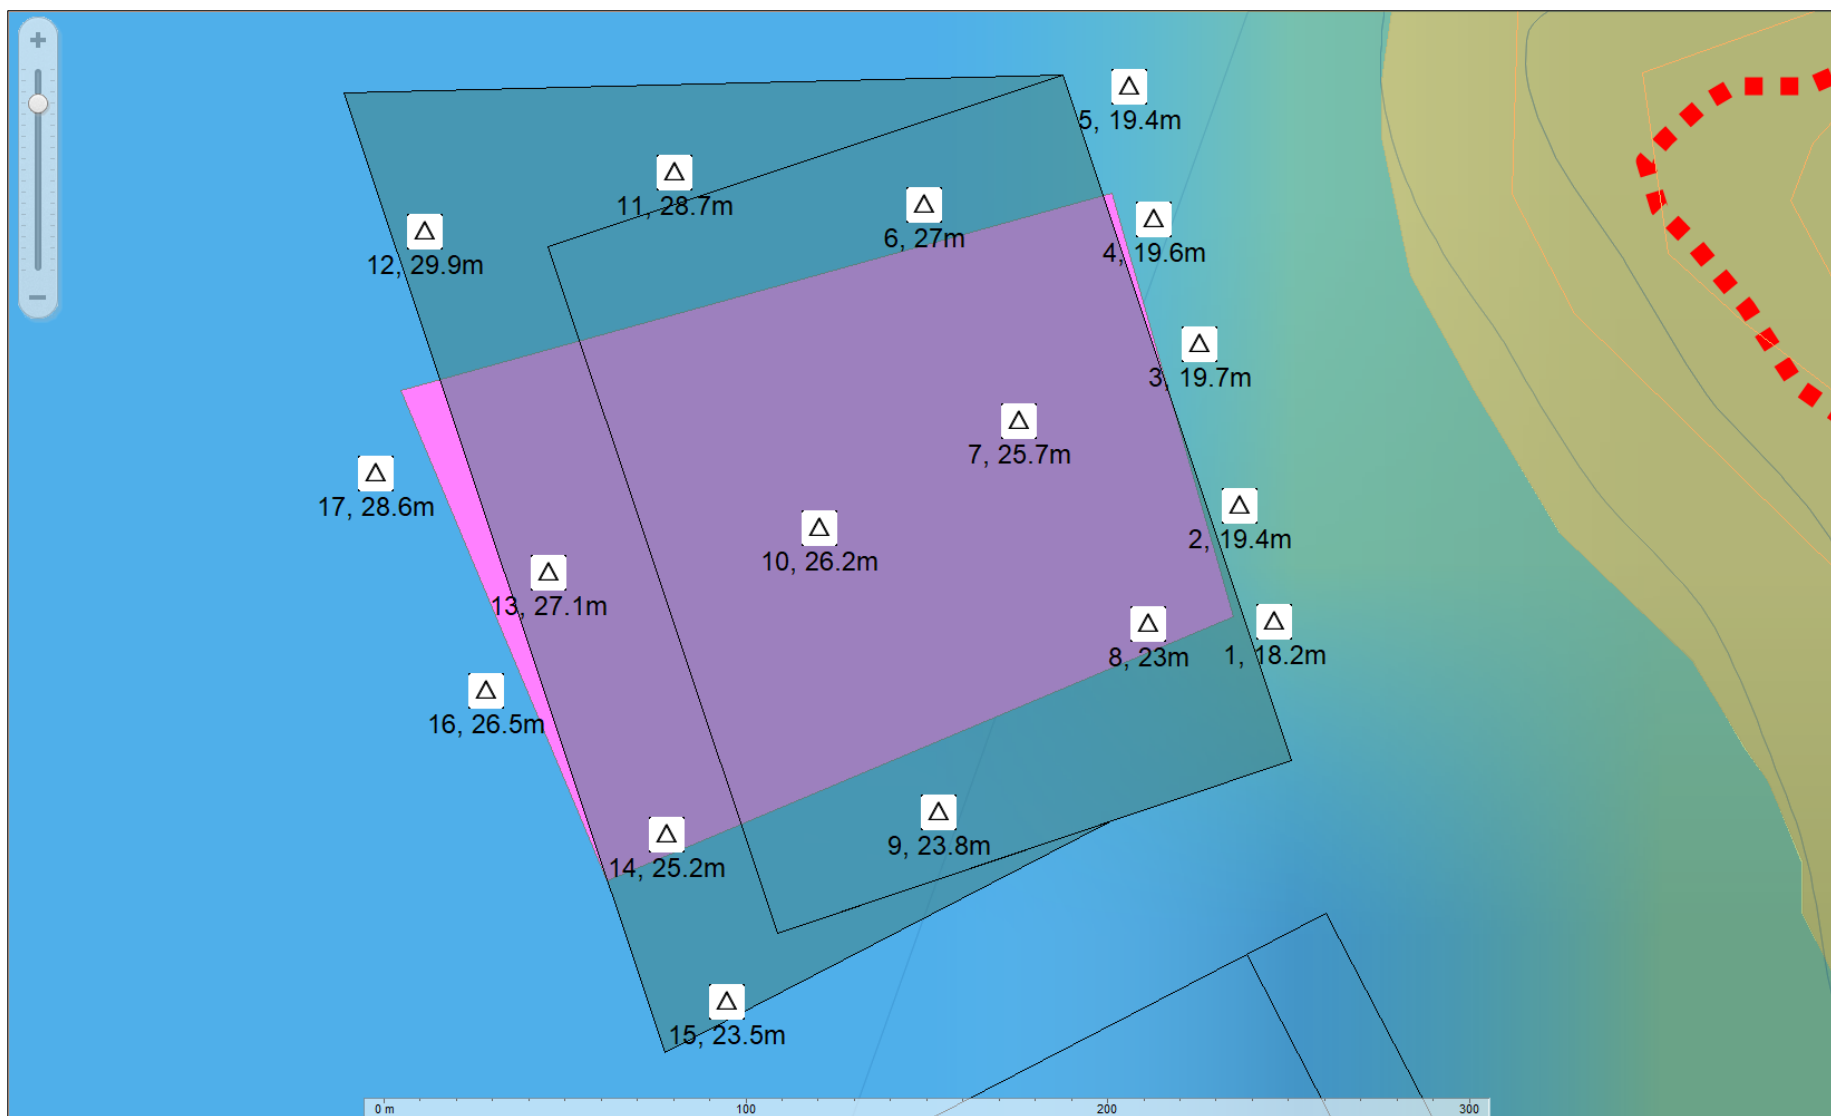 +
5, 19.4m
11, 28.7m
6, 27m
4, 19.6m
12, 29.9m
3, 19.7m
7, 25.7m
17, 28.6m
2, 19.4m
10, 26.2m
13, 27.1m
8, 23m
1, 18.2m
16, 26.5m
9, 23.8m
14, 25.2m
15, 23.5m
0 m 100 200 300